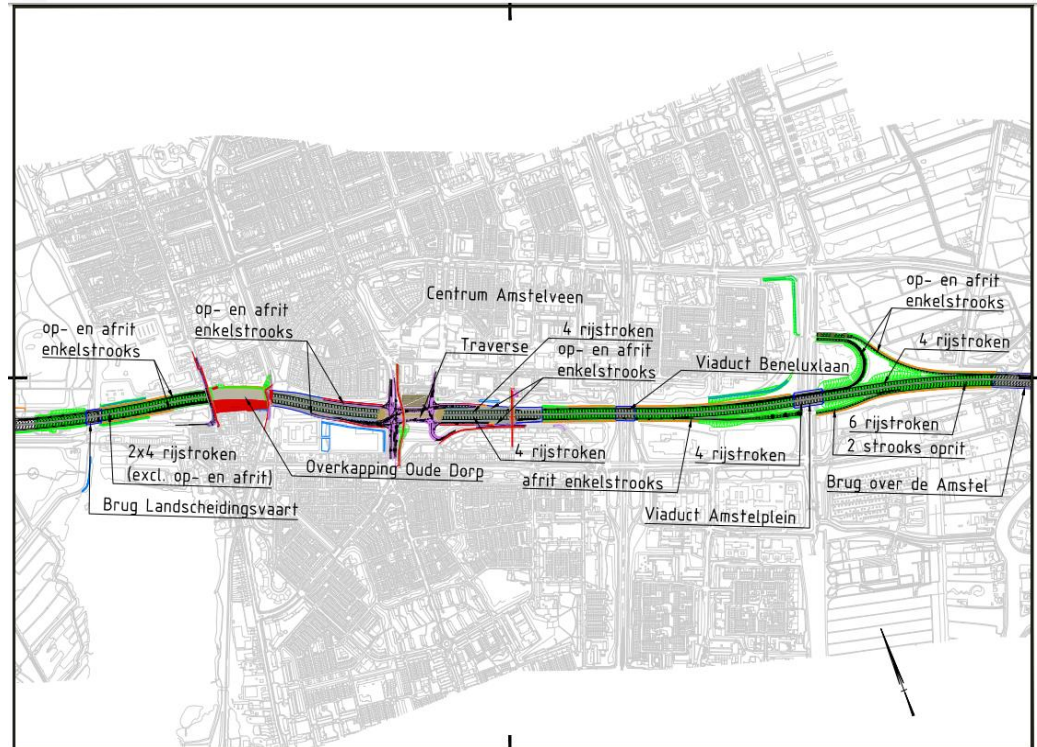 op- en afrit
enkelstrooks
op- en afrit
enkelstrooks
Centrum Amstelveen
4 rijstroken
Traverse
op- en afrit
enkelstrooks
Viaduct Beneluxlaan
op- en afrit
enkelstrooks
4 rijstroken
2x4 rijstroken
(excl. op- en afrit)
Brug Landscheidingsvaart
Overkapping Oude Dorp
4 rijstroken
afrit enkelstrooks
4 rijstroken
Viaduct Amstelplein
6 rijstroken
2 strooks oprit
Brug over de Amstel